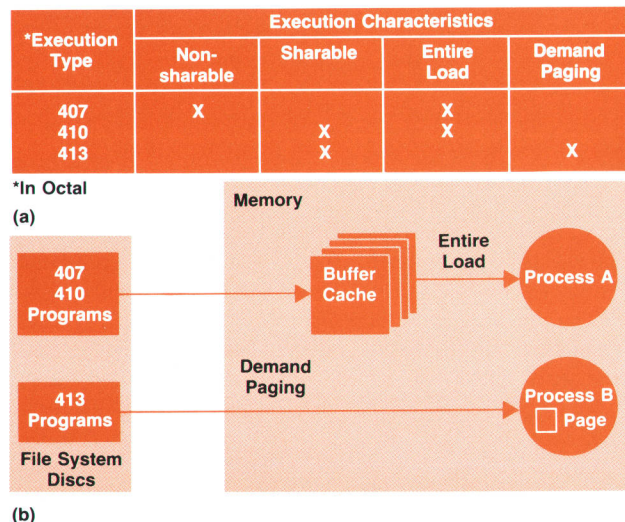 *Execution Type
Execution Characteristics
Non-sharable
Sharable
Entire Load
Demand Paging
407 X X
410 X X
413 X X
*In Octal
(a)
Memory
407
410
Programs
Buffer
Cache
Entire
Load
Process A
Demand
Paging
413
Programs
Process B
Page
File System
Discs
(b)